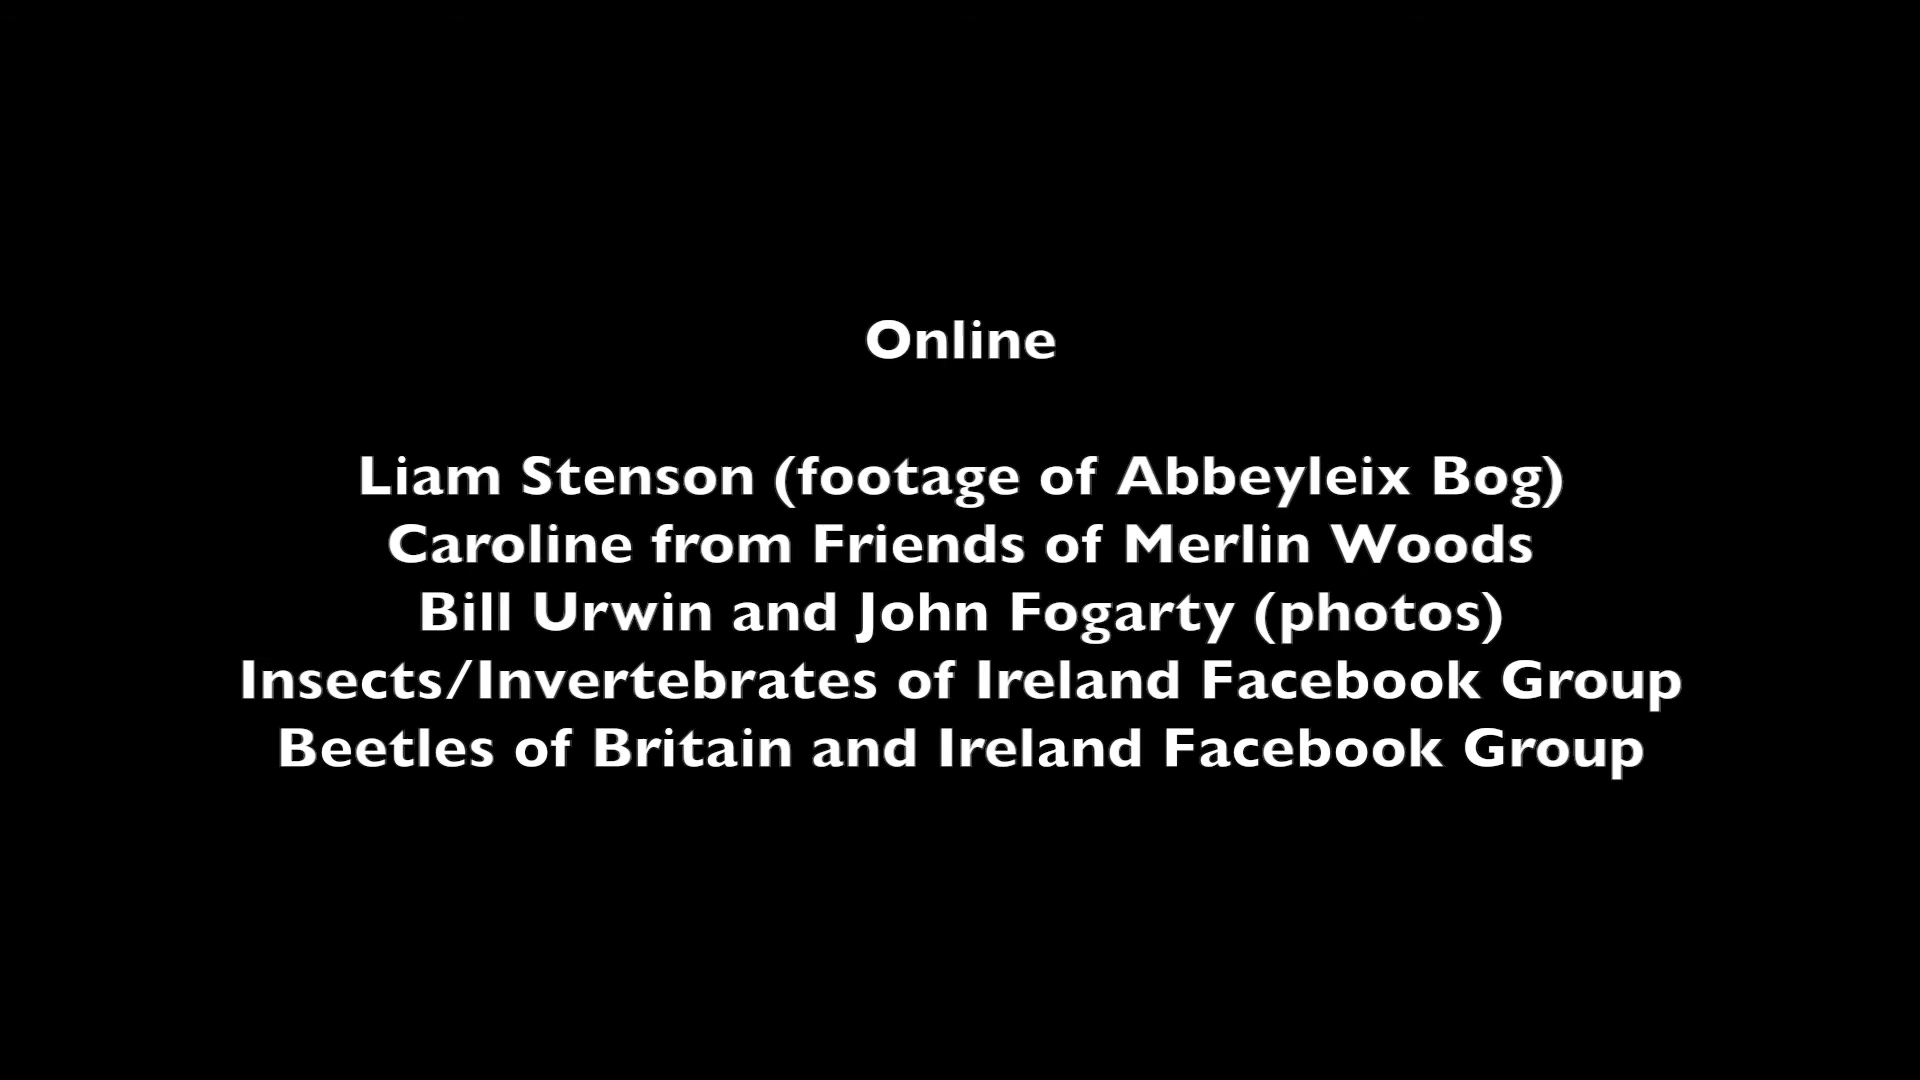 Online
Liam Stenson (footage of Abbeyleix Bog)
Caroline from Friends of Merlin Woods
Bill Urwin and John Fogarty (photos)
Insects/Invertebrates of Ireland Facebook Group
Beetles of Britain and Ireland Facebook Group